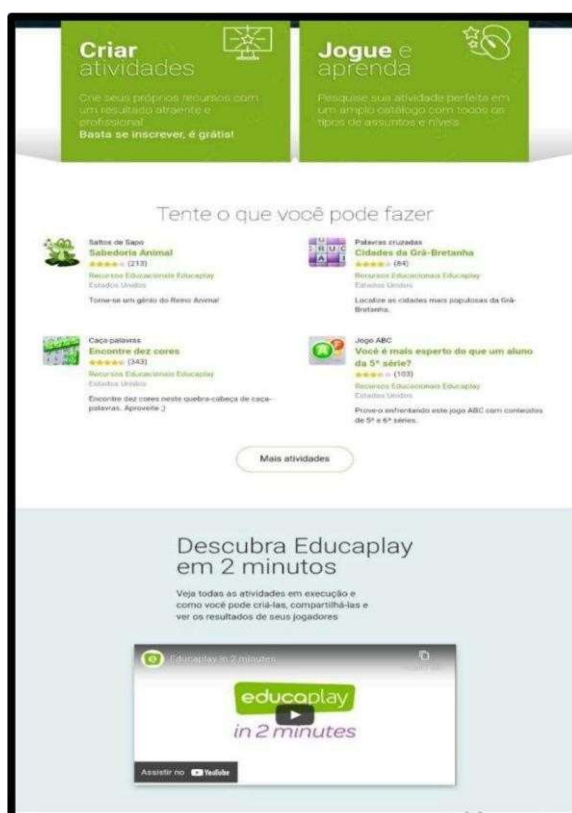 Criar
atividades
Crie seus próprios recursos com
um resultado atraente e
profissional
Basta se inscrever, é grátis!
Jogue e
aprenda
Pesquise sua atividade perfeita em
um amplo catálogo com todos os
tipos de assuntos e níveis
Tente o que você pode fazer
Saltos de Sapo
Sabedoria Animal
(213)
Recursos Educacionais Educaplay
Estados Unidos
Torne-se um génio do Reino Animal
Palavras cruzadas
Cidades da Grã-Bretanha
(84)
Recursos Educacionais Educaplay
Estados Unidos
Localize as cidades mais populosas da Grã-
Bretanha.
Caça-palavras
Encontre dez cores
(343)
Recursos Educacionais Educaplay
Estados Unidos
Encontre dez cores neste quebra-cabeça de caça-
palavras. Aproveite ;)
Jogo ABC
Você é mais esperto do que um aluno
da 5ª série?
(103)
Recursos Educacionais Educaplay
Estados Unidos
Prove-o enfrentando este jogo ABC com conteúdos
de 5ª e 6ª séries.
Mais atividades
Descubra Educaplay
em 2 minutos
Veja todas as atividades em execução e
como você pode criá-las, compartilhá-las e
ver os resultados de seus jogadores
Educaplay in 2 minutes
educaplay
in 2 minutes
Assistir no YouTube